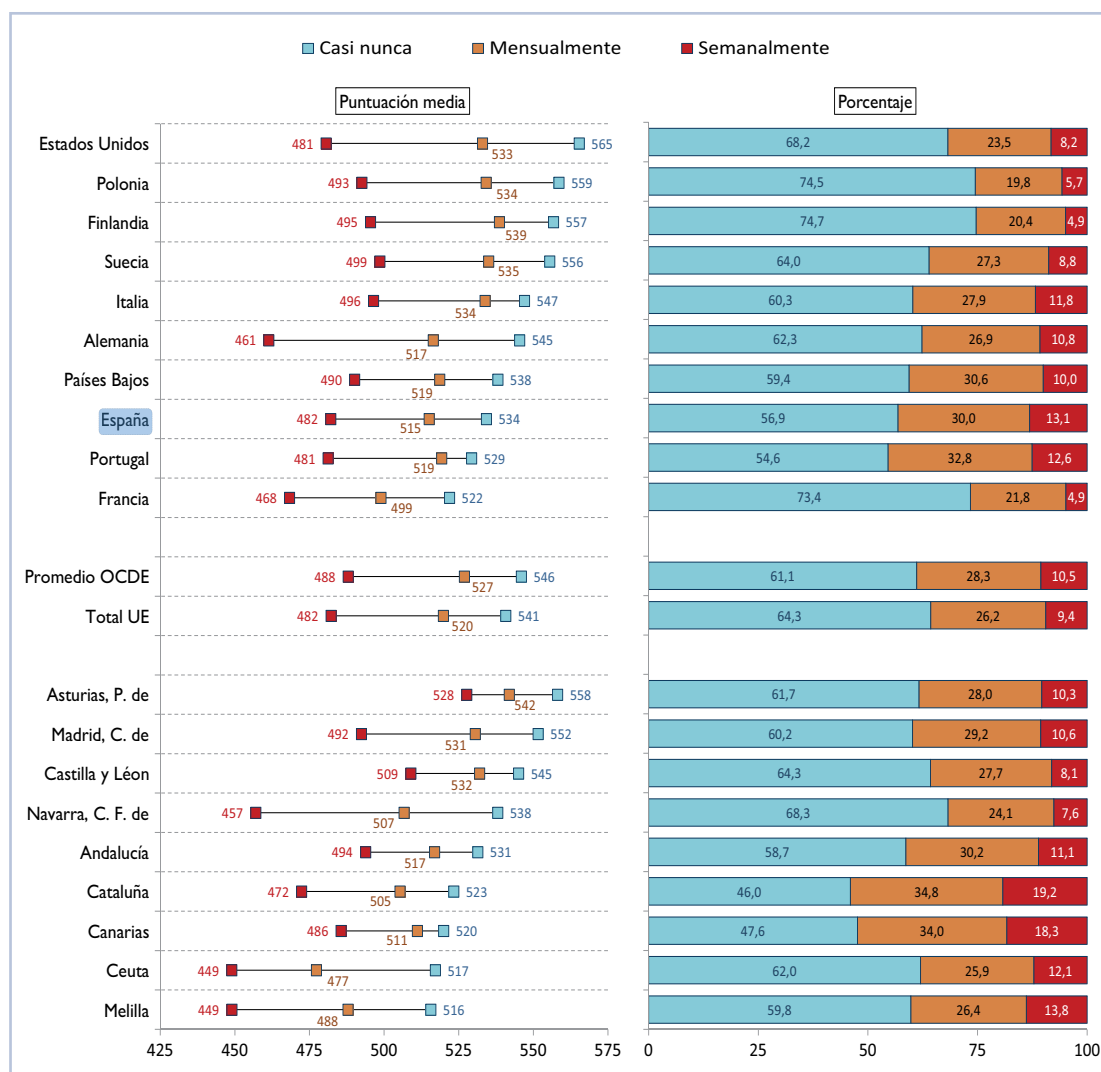 Casi nunca Mensualmente Semanalmente
Puntuación media Porcentaje
Estados Unidos 481 533 565 68,2 23,5 8,2
Polonia 493 534 559 74,5 19,8 5,7
Finlandia 495 539 557 74,7 20,4 4,9
Suecia 499 535 556 64,0 27,3 8,8
Italia 496 534 547 60,3 27,9 11,8
Alemania 461 517 545 62,3 26,9 10,8
Países Bajos 490 519 538 59,4 30,6 10,0
España 482 515 534 56,9 30,0 13,1
Portugal 481 519 529 54,6 32,8 12,6
Francia 468 499 522 73,4 21,8 4,9
Promedio OCDE 488 527 546 61,1 28,3 10,5
Total UE 482 520 541 64,3 26,2 9,4
Asturias, P. de 528 542 558 61,7 28,0 10,3
Madrid, C. de 492 531 552 60,2 29,2 10,6
Castilla y Léon 509 532 545 64,3 27,7 8,1
Navarra, C. F. de 457 507 538 68,3 24,1 7,6
Andalucía 494 517 531 58,7 30,2 11,1
Cataluña 472 505 523 46,0 34,8 19,2
Canarias 486 511 520 47,6 34,0 18,3
Ceuta 449 477 517 62,0 25,9 12,1
Melilla 449 488 516 59,8 26,4 13,8
425 450 475 500 525 550 575 0 25 50 75 100